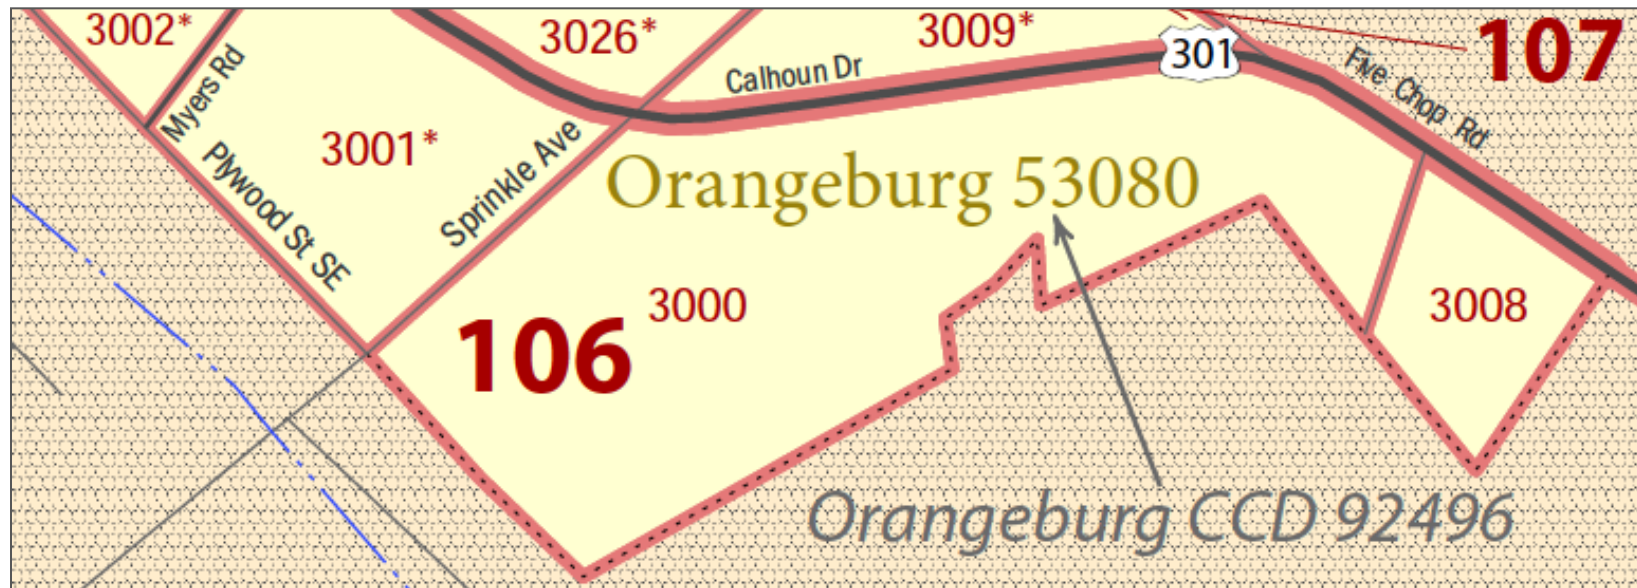 3002*
3026*
3009*
107
301
Myers Rd
Calhoun Dr
Five Chop Rd
3001*
Plywood St SE
Sprinkle Ave
Orangeburg 53080
3000
3008
106
Orangeburg CCD 92496